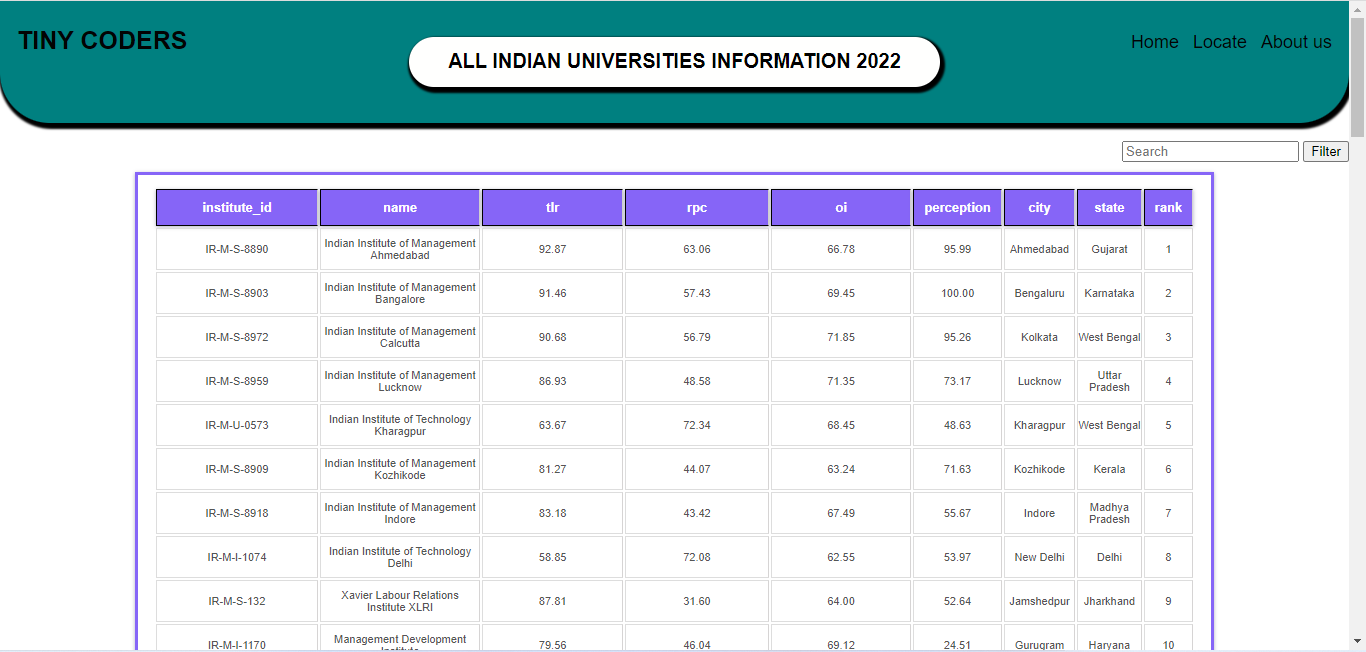 TINY CODERS
ALL INDIAN UNIVERSITIES INFORMATION 2022
Home Locate About us
Search Filter
institute_id name tlr rpc oi perception city state rank
IR-M-S-8890 Indian Institute of Management Ahmedabad 92.87 63.06 66.78 95.99 Ahmedabad Gujarat 1
IR-M-S-8903 Indian Institute of Management Bangalore 91.46 57.43 69.45 100.00 Bengaluru Karnataka 2
IR-M-S-8972 Indian Institute of Management Calcutta 90.68 56.79 71.85 95.26 Kolkata West Bengal 3
IR-M-S-8959 Indian Institute of Management Lucknow 86.93 48.58 71.35 73.17 Lucknow Uttar Pradesh 4
IR-M-U-0573 Indian Institute of Technology Kharagpur 63.67 72.34 68.45 48.63 Kharagpur West Bengal 5
IR-M-S-8909 Indian Institute of Management Kozhikode 81.27 44.07 63.24 71.63 Kozhikode Kerala 6
IR-M-S-8918 Indian Institute of Management Indore 83.18 43.42 67.49 55.67 Indore Madhya Pradesh 7
IR-M-I-1074 Indian Institute of Technology Delhi 58.85 72.08 62.55 53.97 New Delhi Delhi 8
IR-M-S-132 Xavier Labour Relations Institute XLRI 87.81 31.60 64.00 52.64 Jamshedpur Jharkhand 9
IR-M-I-1170 Management Development Institute 79.56 46.04 69.12 24.51 Gurugram Haryana 10